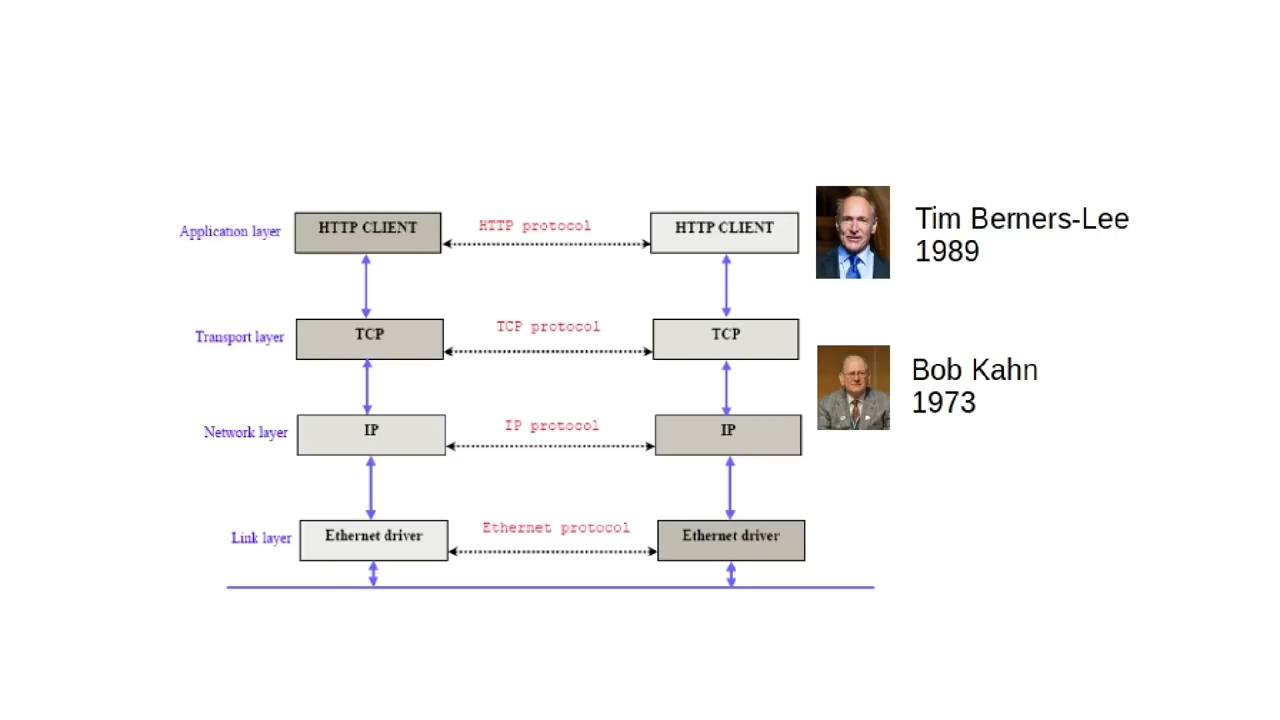 Application layer
HTTP CLIENT
HTTP protocol
HTTP CLIENT
Tim Berners-Lee
1989
Transport layer
TCP
TCP protocol
TCP
Bob Kahn
1973
Network layer
IP
IP protocol
IP
Link layer
Ethernet driver
Ethernet protocol
Ethernet driver